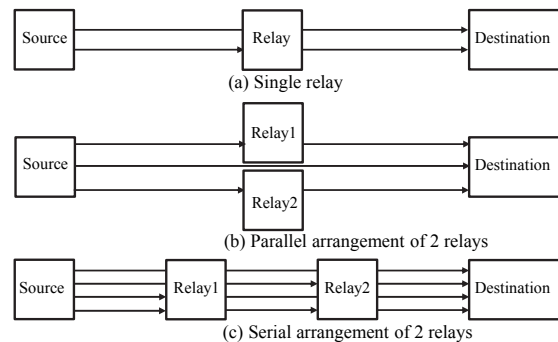 Source
Relay
Destination
(a) Single relay
Relay1
Source
Destination
Relay2
(b) Parallel arrangement of 2 relays
Source
Relay1
Relay2
Destination
(c) Serial arrangement of 2 relays